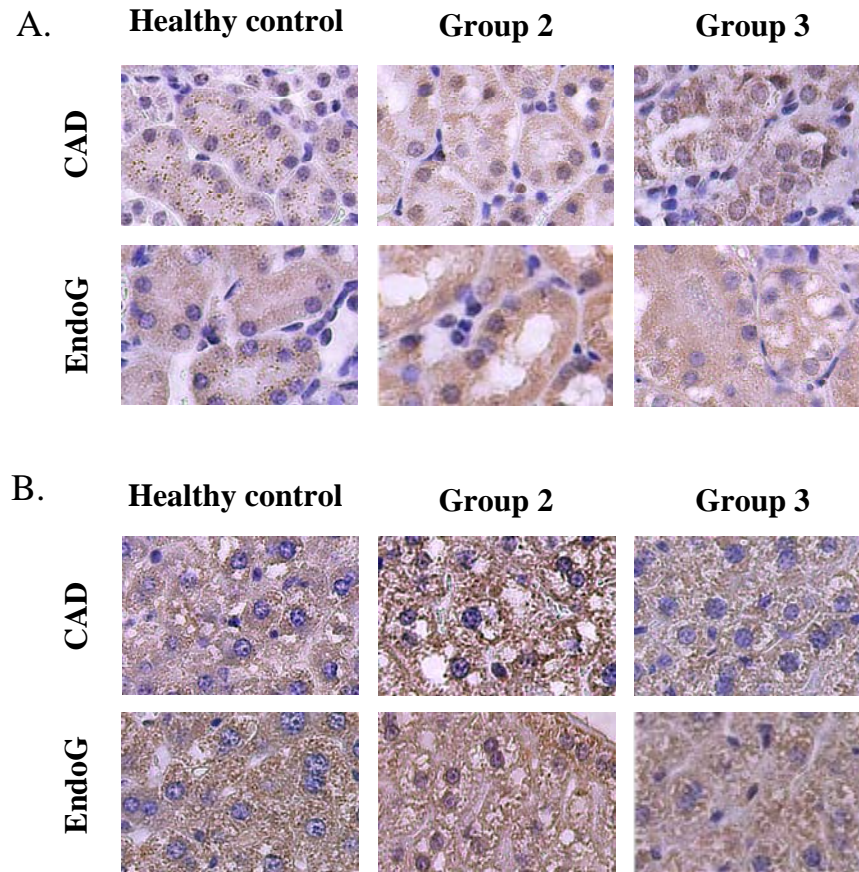 A.
Healthy control Group 2 Group 3
CAD
EndoG
B.
Healthy control Group 2 Group 3
CAD
EndoG